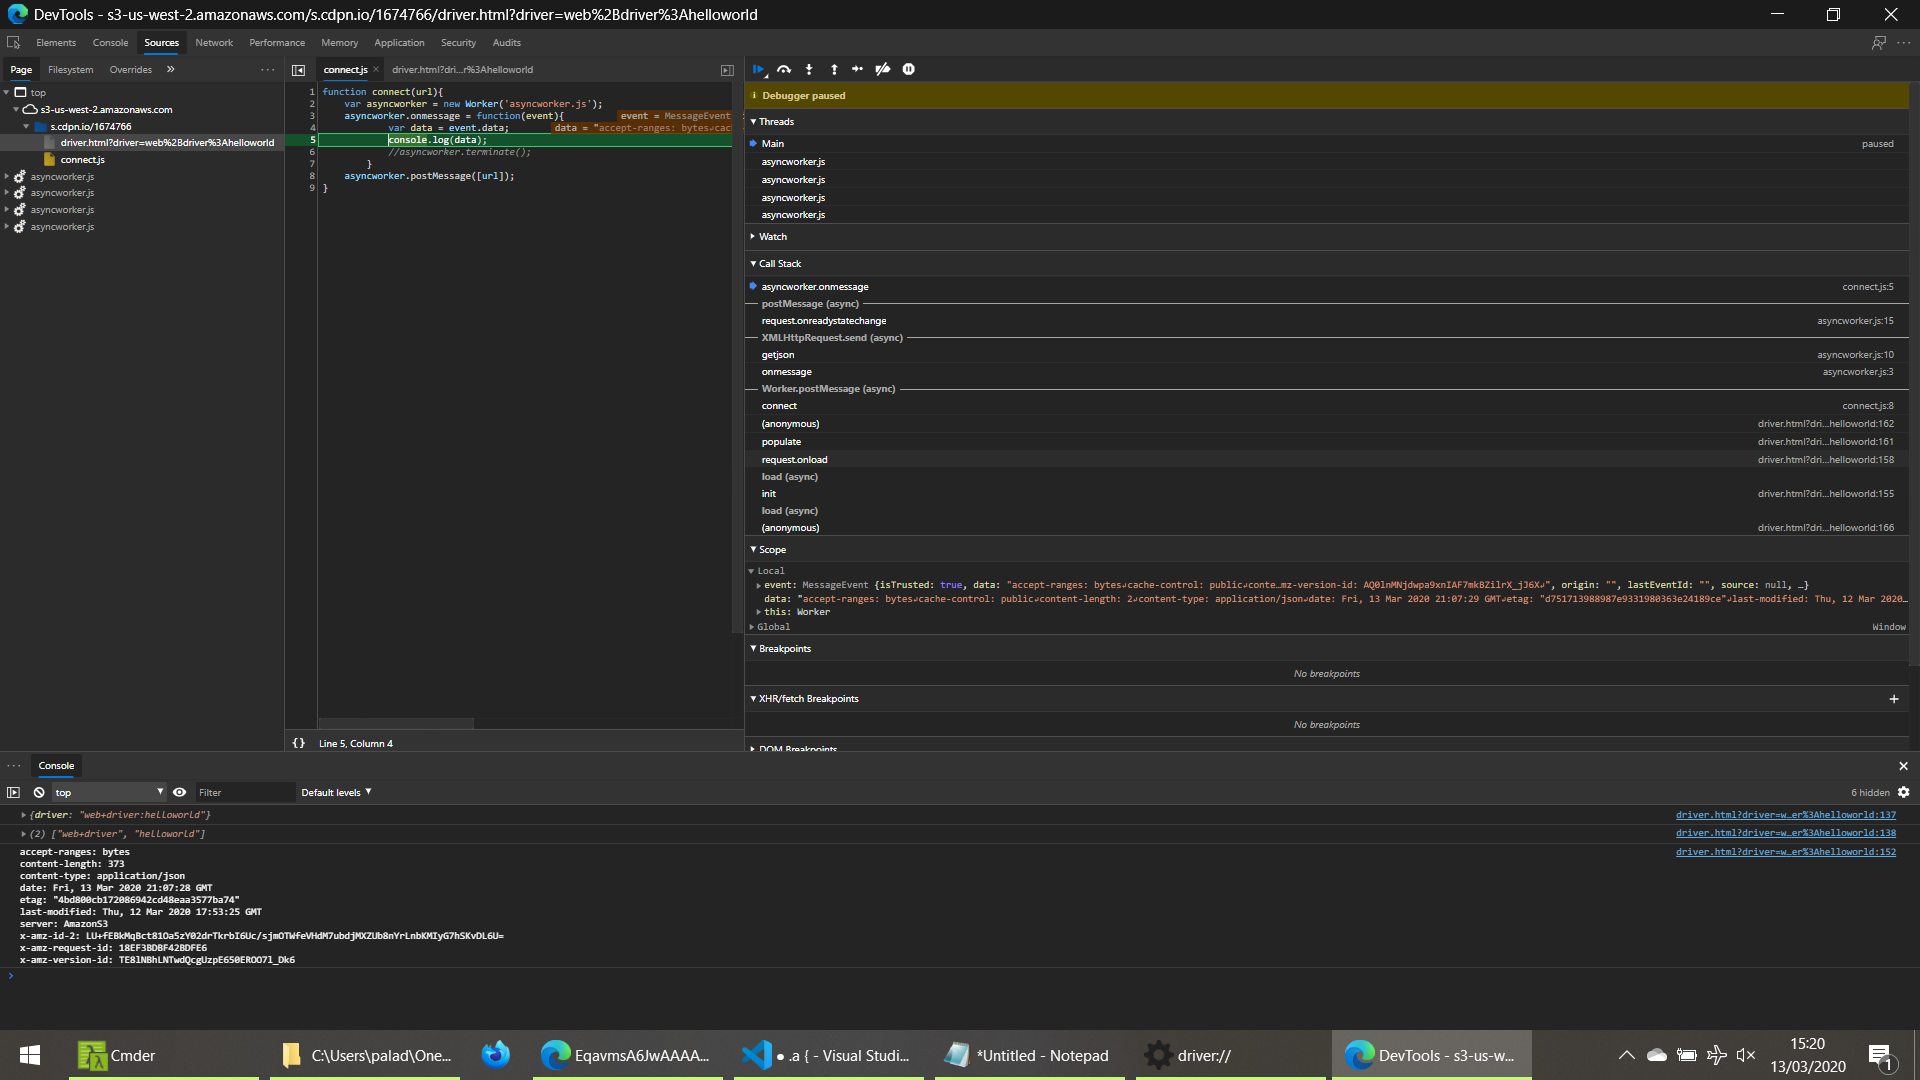 DevTools - s3-us-west-2.amazonaws.com/s.cdpn.io/1674766/driver.html?driver=web%2Bdriver%3Ahelloworld
Elements Console Sources Network Performance Memory Application Security Audits
Page Filesystem Overrides » ···
connect.js × driver.html?dri...r%3Ahelloworld
top
s3-us-west-2.amazonaws.com
s.cdpn.io/1674766
driver.html?driver=web%2Bdriver%3Ahelloworld
connect.js
asyncworker.js
asyncworker.js
asyncworker.js
asyncworker.js
1 function connect(url){
2 var asyncworker = new Worker('asyncworker.js');
3 asyncworker.onmessage = function(event){ event = MessageEvent
4 var data = event.data; data = "accept-ranges: bytes↵cac
5 console.log(data);
6 //asyncworker.terminate();
7 }
8 asyncworker.postMessage([url]);
9 }
{} Line 5, Column 4
Debugger paused
Threads
Main paused
asyncworker.js
asyncworker.js
asyncworker.js
asyncworker.js
Watch
Call Stack
asyncworker.onmessage connect.js:5
postMessage (async)
request.onreadystatechange asyncworker.js:15
XMLHttpRequest.send (async)
getjson asyncworker.js:10
onmessage asyncworker.js:3
Worker.postMessage (async)
connect connect.js:8
(anonymous) driver.html?dri...helloworld:162
populate driver.html?dri...helloworld:161
request.onload driver.html?dri...helloworld:158
load (async)
init driver.html?dri...helloworld:155
load (async)
(anonymous) driver.html?dri...helloworld:166
Scope
Local
event: MessageEvent {isTrusted: true, data: "accept-ranges: bytes↵cache-control: public↵conte…mz-version-id: AQ0lnMNjdwpa9xnIAF7mkBZilrX_jJ6X↵", origin: "", lastEventId: "", source: null, …}
data: "accept-ranges: bytes↵cache-control: public↵content-length: 2↵content-type: application/json↵date: Fri, 13 Mar 2020 21:07:29 GMT↵etag: "d751713988987e9331980363e24189ce"↵last-modified: Thu, 12 Mar 2020…
this: Worker
Global Window
Breakpoints
No breakpoints
XHR/fetch Breakpoints +
No breakpoints
DOM Breakpoints
··· Console
top Filter Default levels 6 hidden
{driver: "web+driver:helloworld"} driver.html?driver=w…er%3Ahelloworld:137
(2) ["web+driver", "helloworld"] driver.html?driver=w…er%3Ahelloworld:138
accept-ranges: bytes driver.html?driver=w…er%3Ahelloworld:152
content-length: 373
content-type: application/json
date: Fri, 13 Mar 2020 21:07:28 GMT
etag: "4bd800cb172086942cd48eaa3577ba74"
last-modified: Thu, 12 Mar 2020 17:53:25 GMT
server: AmazonS3
x-amz-id-2: LU+fEBkMqBct81Oa5zY02drTkrbI6Uc/sjmOTWfeVHdM7ubdjMXZUb8nYrLnbKMIyG7hSKvDL6U=
x-amz-request-id: 18EF3BDBF42BDFE6
x-amz-version-id: TE8lNBhLNTwdQcgUzpE650EROO7l_Dk6
Cmder C:\Users\palad\One... EqavmsA6JwAAAA... ● .a { - Visual Studi... *Untitled - Notepad driver:// DevTools - s3-us-w...
15:20
13/03/2020
1